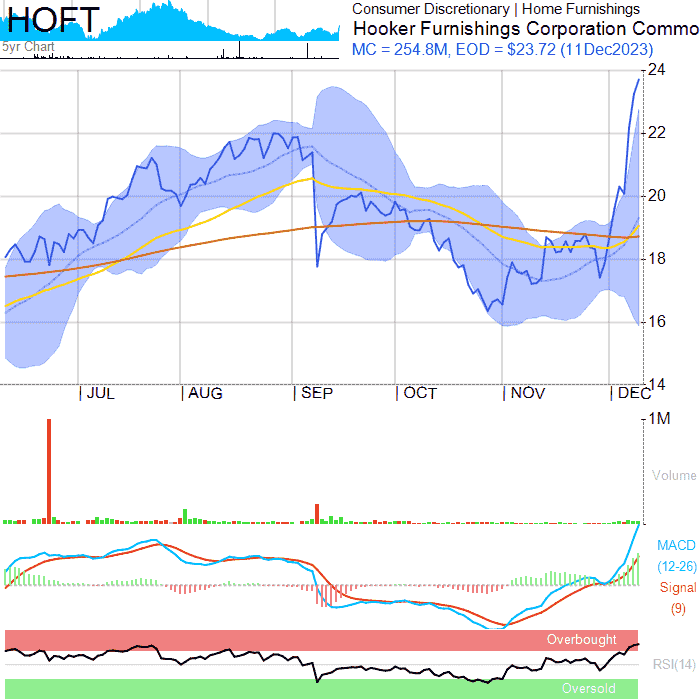 HOFT
5yr Chart
Consumer Discretionary | Home Furnishings
Hooker Furnishings Corporation Commo
MC = 254.8M, EOD = $23.72 (11Dec2023)
24
22
20
18
16
14
JUL
AUG
SEP
OCT
NOV
DEC
1M
Volume
MACD
(12-26)
Signal
(9)
Overbought
RSI(14)
Oversold